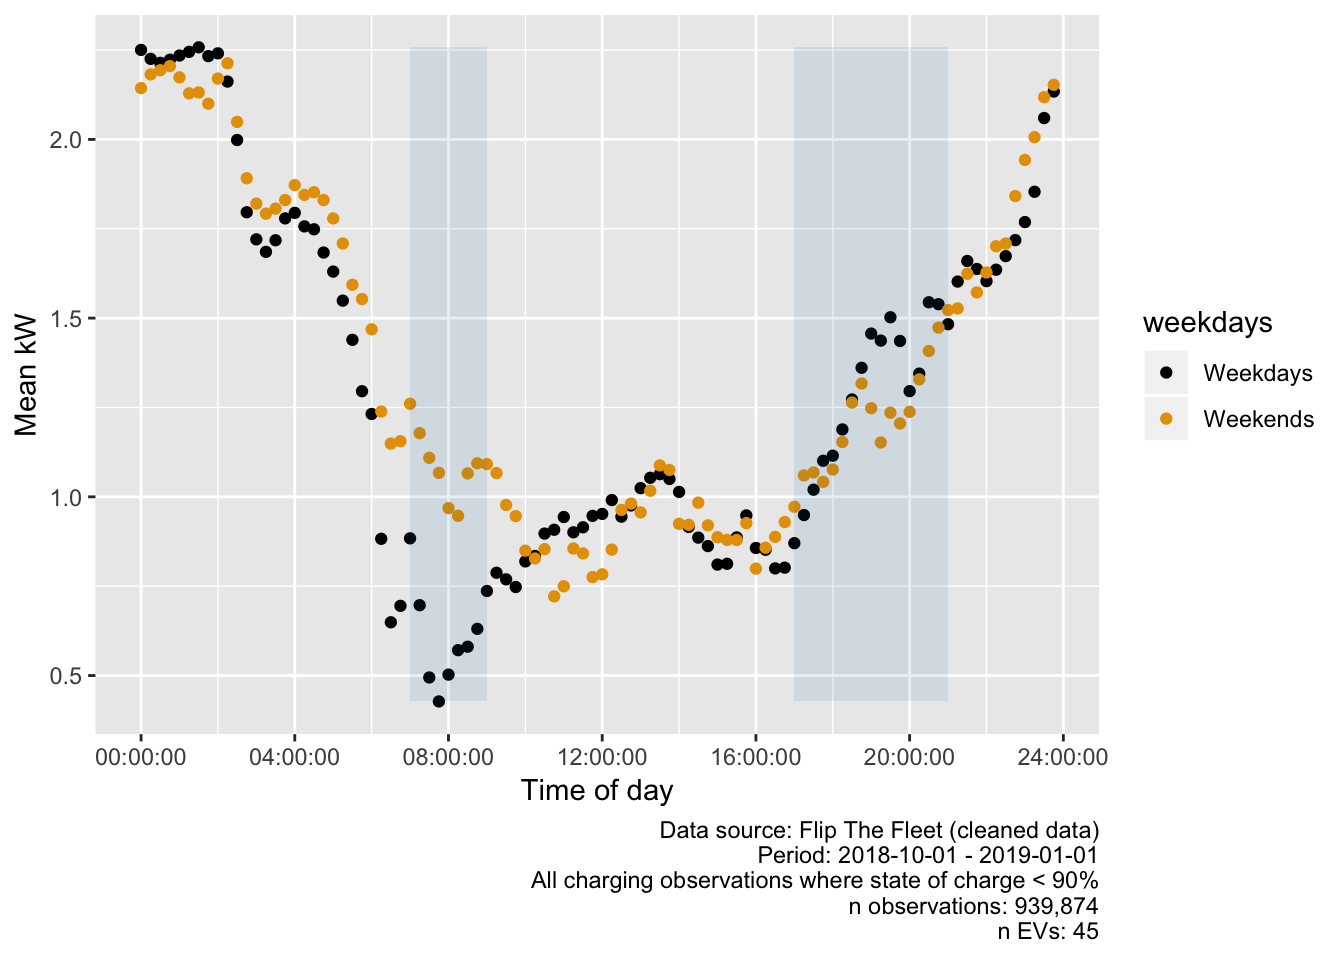 2.0
1.5
1.0
0.5
Mean kW
00:00:00 04:00:00 08:00:00 12:00:00 16:00:00 20:00:00 24:00:00
Time of day
weekdays
Weekdays
Weekends
Data source: Flip The Fleet (cleaned data)
Period: 2018-10-01 - 2019-01-01
All charging observations where state of charge < 90%
n observations: 939,874
n EVs: 45